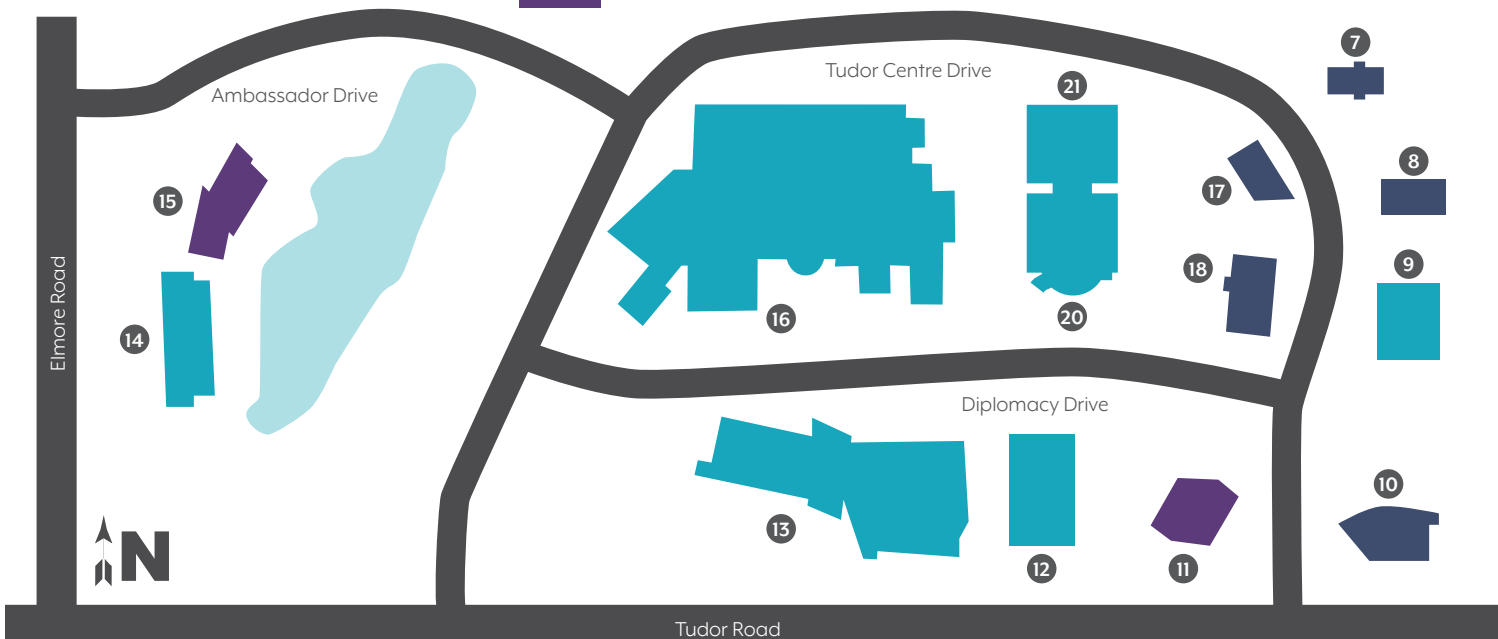 7
Tudor Centre Drive
21
Ambassador Drive
8
17
15
9
18
Elmore Road
16
20
14
Diplomacy Drive
10
13
12
11
N
Tudor Road